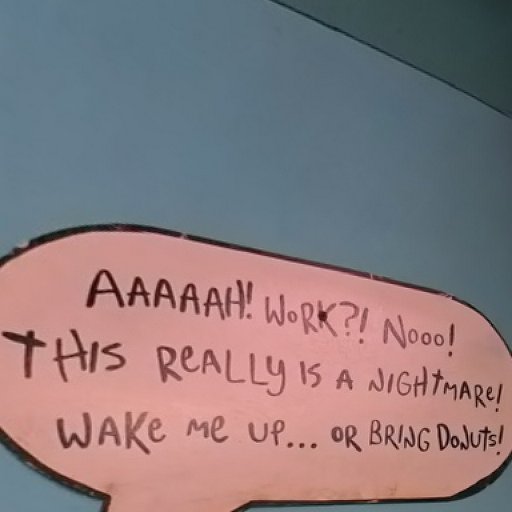 AAAAAH! WORK?! Nooo!
THIS ReALLY IS A NIGHTMARe!
WAKe Me UP... OR BRING DoNUTs!